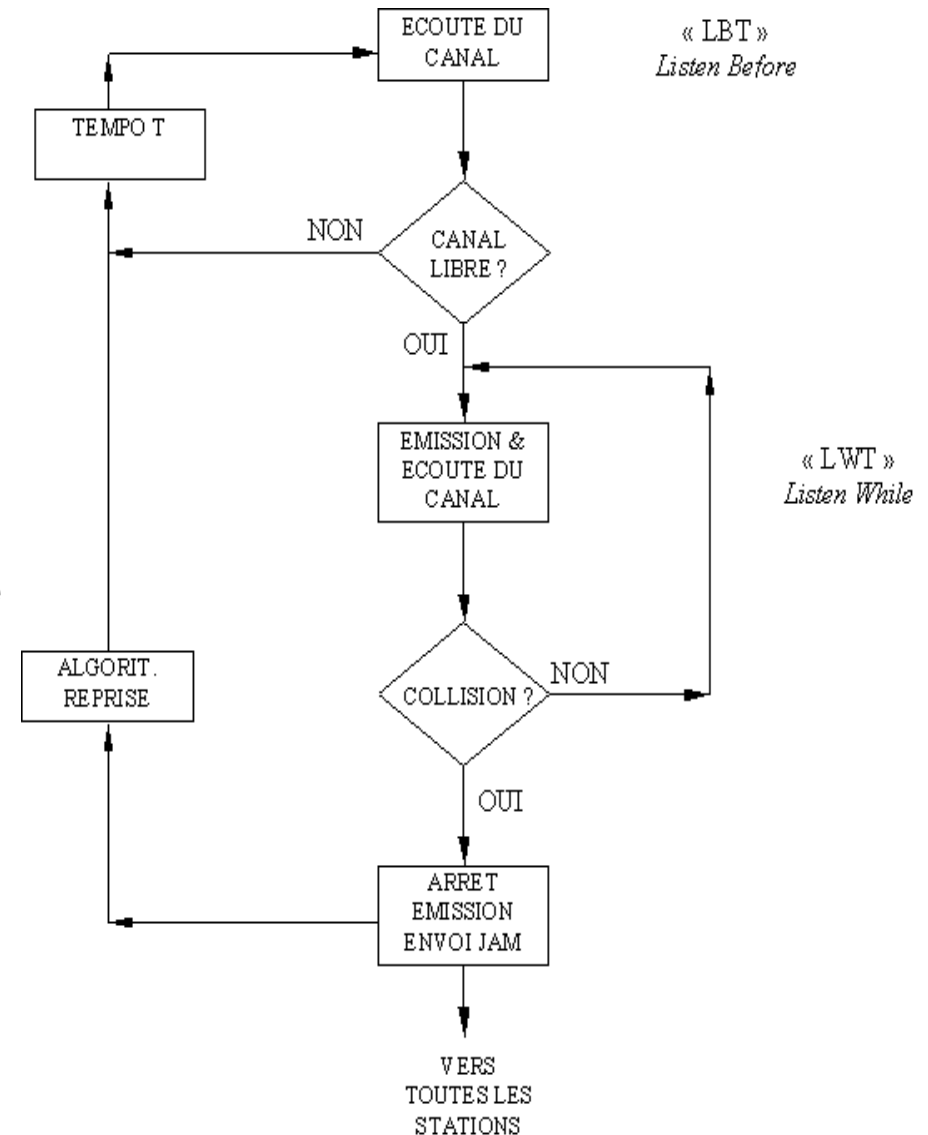 ECOUTE DU
CANAL
« LBT »
Listen Before
TEMPO T
NON
CANAL
LIBRE ?
OUI
EMISSION &
ECOUTE DU
CANAL
« LWT »
Listen While
ALGORIT.
REPRISE
COLLISION ?
NON
OUI
ARRET
EMISSION
ENVOI JAM
VERS
TOUTES LES
STATIONS